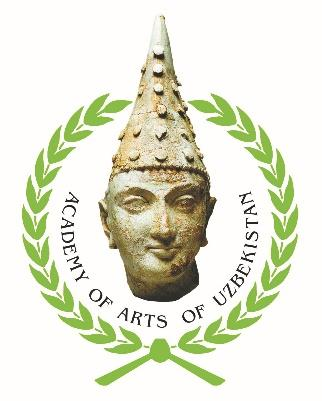 ACADEMY OF ARTS OF UZBEKISTAN